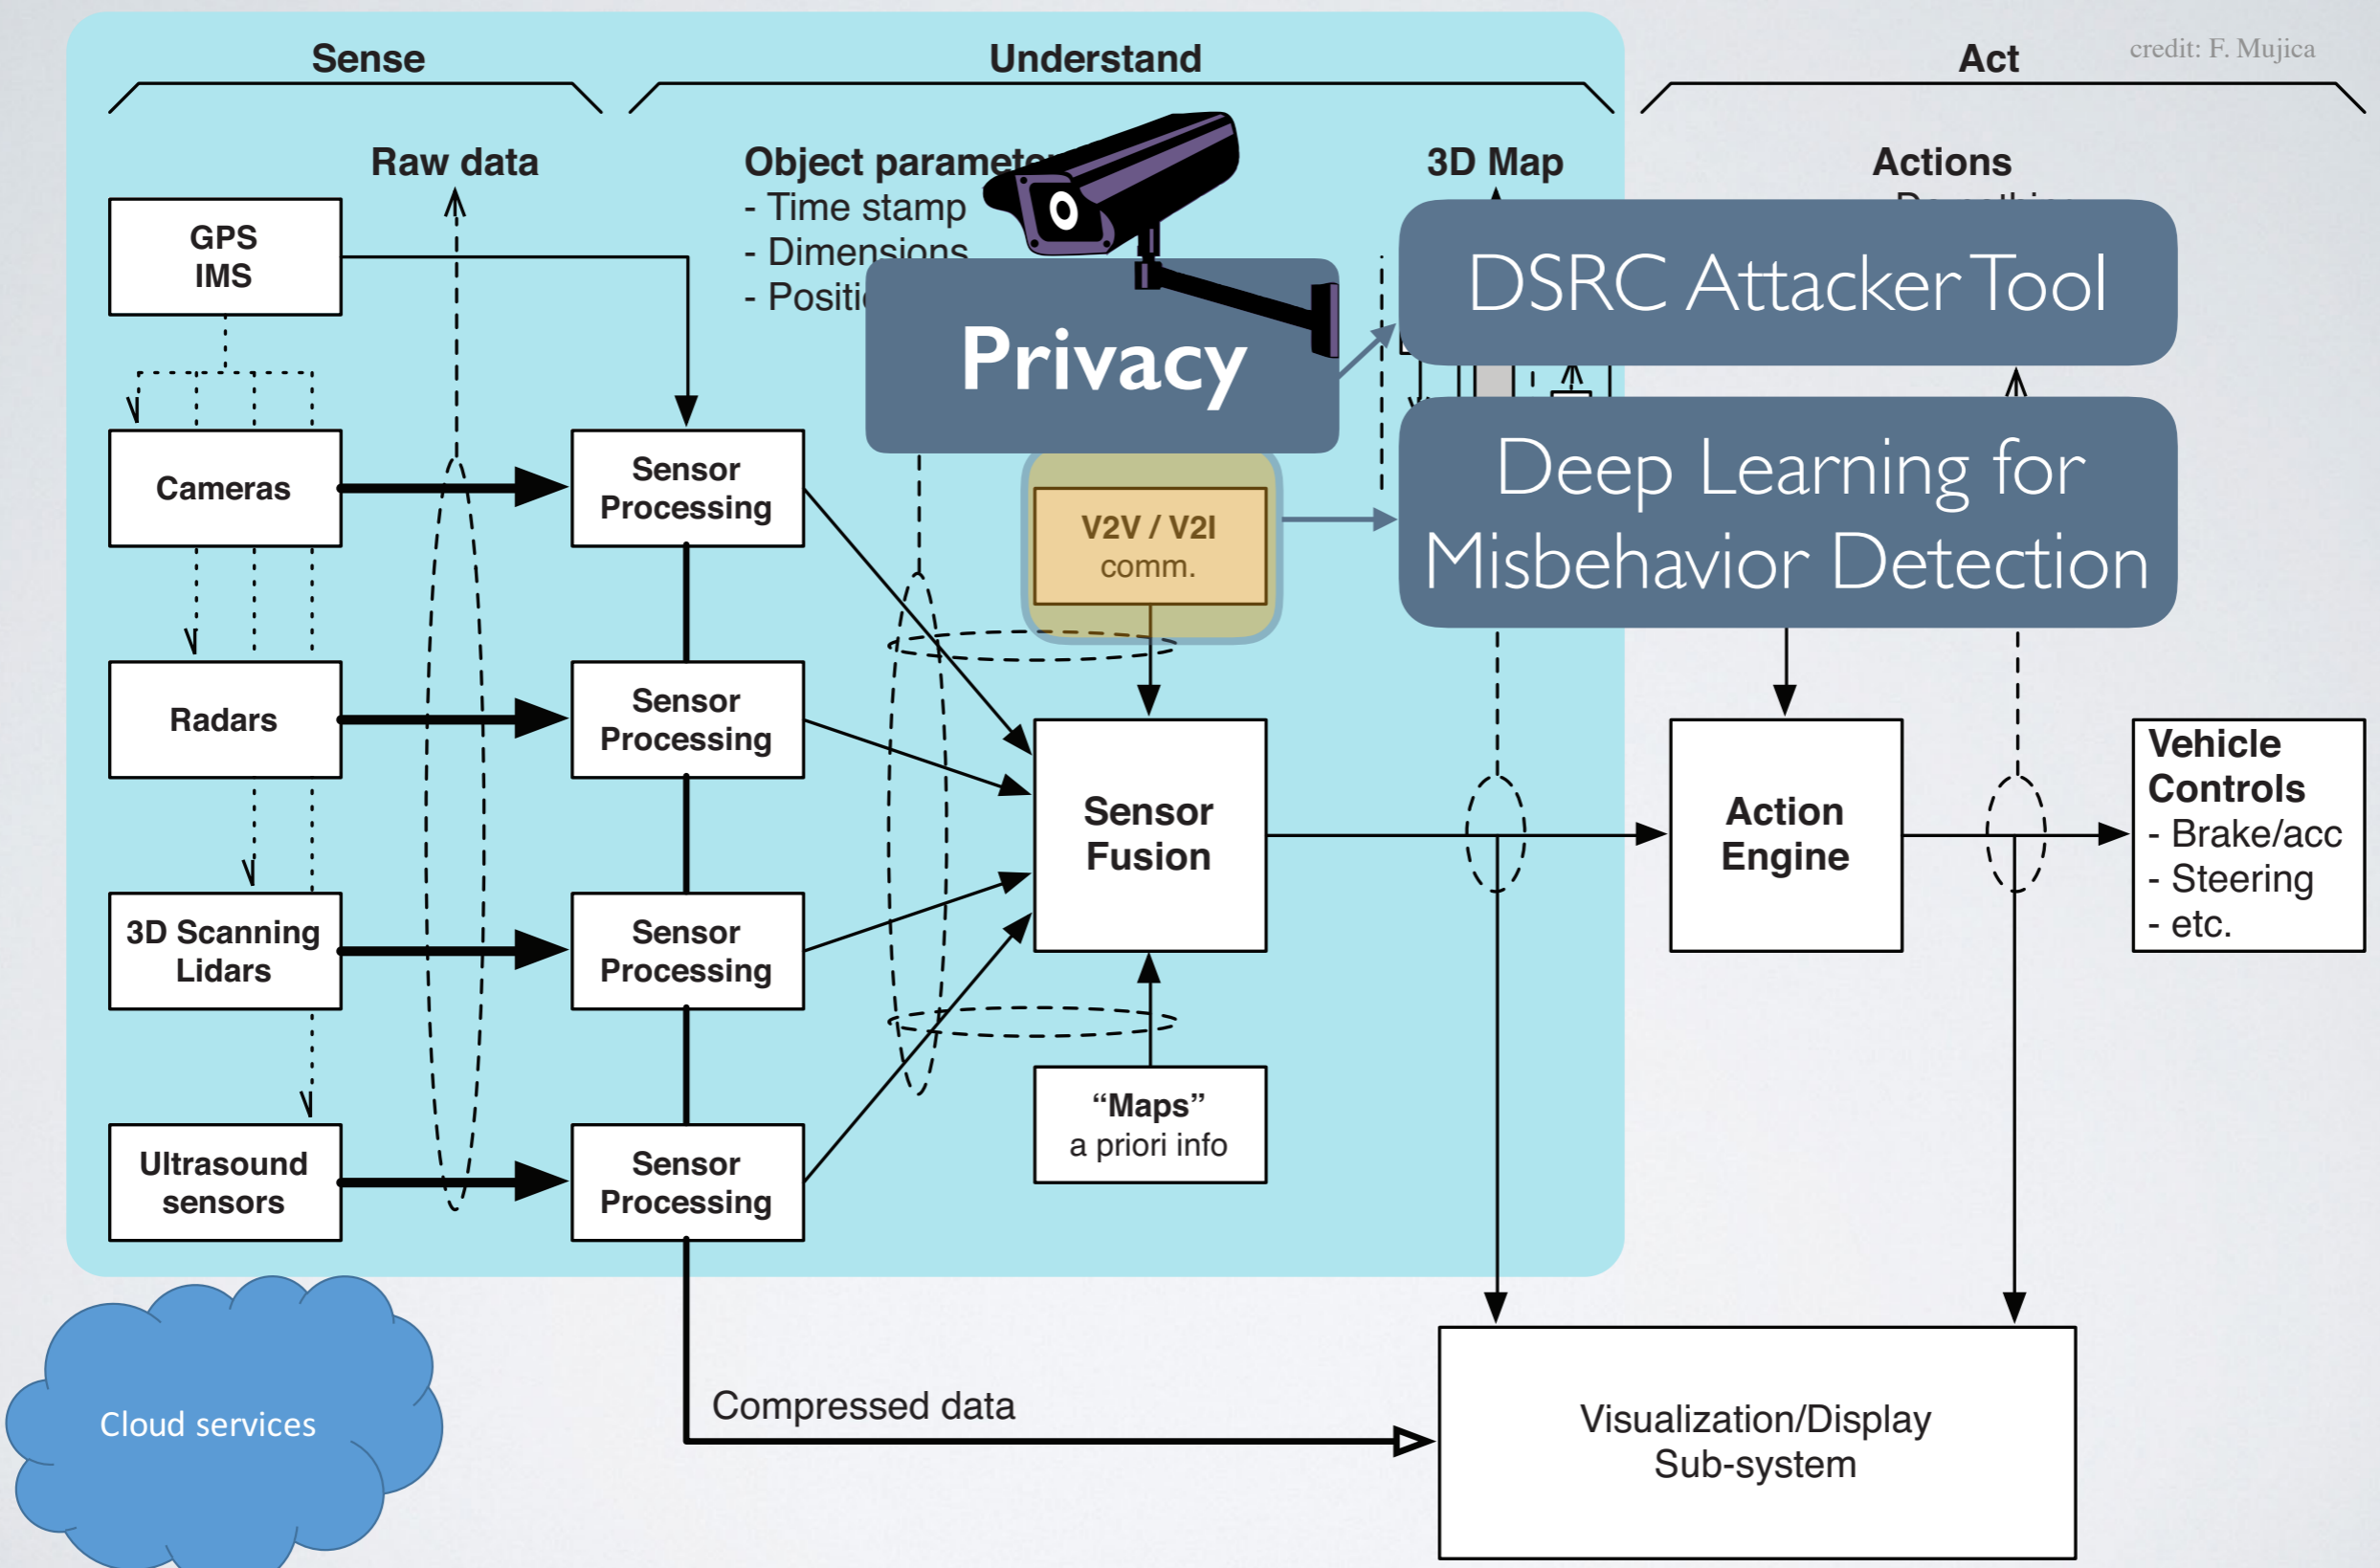 Sense
Understand
Act
credit: F. Mujica
Raw data
Object
- Time stamp
- Dimensions
3D Map
Actions
GPS
IMS
DSRC Attacker Tool
Privacy
Cameras
Sensor
Processing
V2V / V2I
comm.
Deep Learning for
Misbehavior Detection
Radars
Sensor
Processing
Sensor
Fusion
Action
Engine
Vehicle
Controls
- Brake/acc
- Steering
- etc.
3D Scanning
Lidars
Sensor
Processing
"Maps"
a priori info
Ultrasound
sensors
Sensor
Processing
Cloud services
Compressed data
Visualization/Display
Sub-system